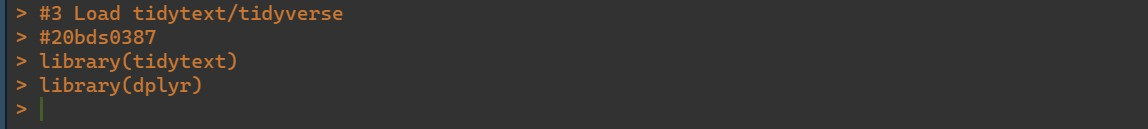 > #3 Load tidytext/tidyverse
> #20bds0387
> library(tidytext)
> library(dplyr)
>